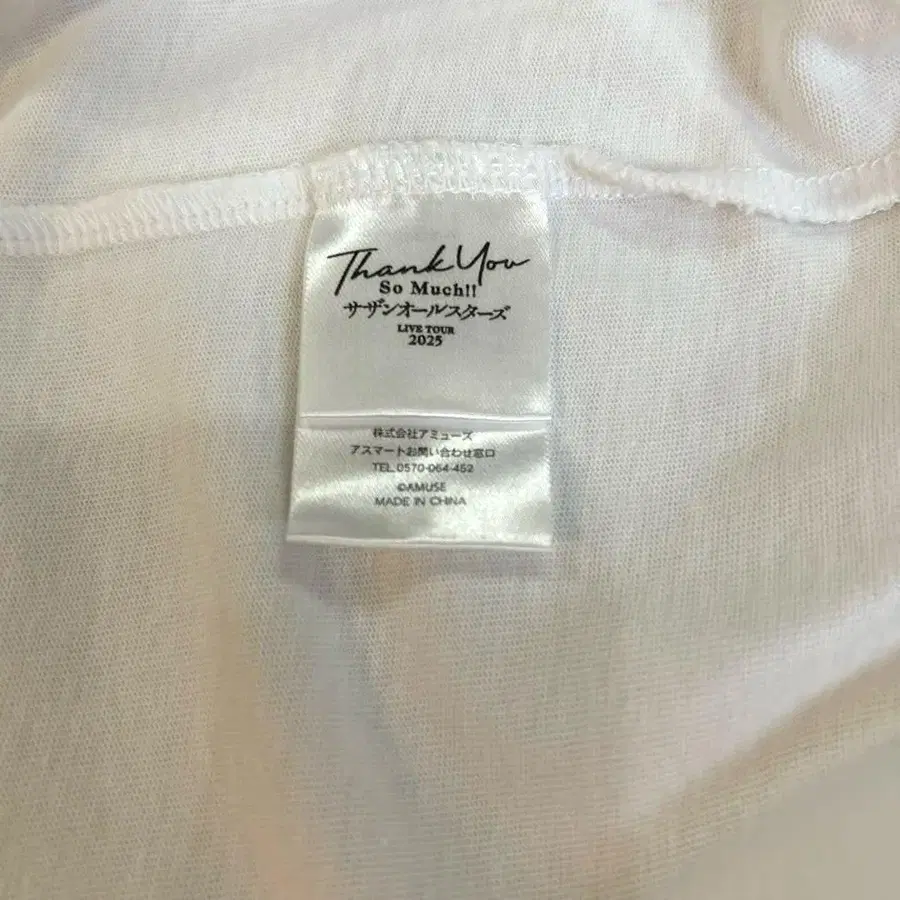 Thank You
So Much!!
サザンオールスターズ
LIVE TOUR
2025
株式会社アミューズ
アスマートお問い合わせ窓口
TEL.0570-064-452
©AMUSE
MADE IN CHINA